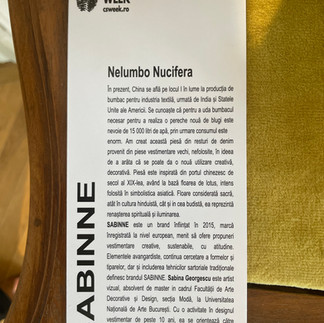 WEEK
czweek.ro
SABINNE
Nelumbo Nucifera
În prezent, China se află pe locul I în lume la producția de
bumbac pentru industria textilă, urmată de India și Statele
Unite ale Americii. Se cunoaște că pentru a uda bumbacul
necesar pentru a realiza o pereche nouă de blugi este
nevoie de 15 000 litri de apă, prin urmare consumul este
enorm. Am creat această piesă din resturi de denim
provenit din piese vestimentare vechi, nefolosite, în ideea
de a arăta că se poate da o nouă utilizare creativă,
decorativă. Piesă este inspirată din portul chinezesc de
secol al XIX-lea, având la bază floarea de lotus, intens
folosită în simbolistica asiatică. Floare considerată sacră,
atât în cultura hinduistă, cât și in cea budistă, ea reprezintă
renașterea spirituală și iluminarea.
SABINNE este un brand înființat în 2015, marcă
înregistrată la nivel european, menit să ofere propuneri
vestimentare creative, sustenabile, cu atitudine.
Elementele avangardiste, continua cercetare a formelor și
tiparelor, dar și includerea tehnicilor sartoriale tradiționale
definesc brandul SABINNE. Sabina Georgescu este artist
vizual, absolvent de master in cadrul Facultății de Arte
Decorative și Design, secția Modă, la Universitatea
Națională de Arte București. Cu o activitate în designul
vestimentar de peste 10 ani, ea se orientează către